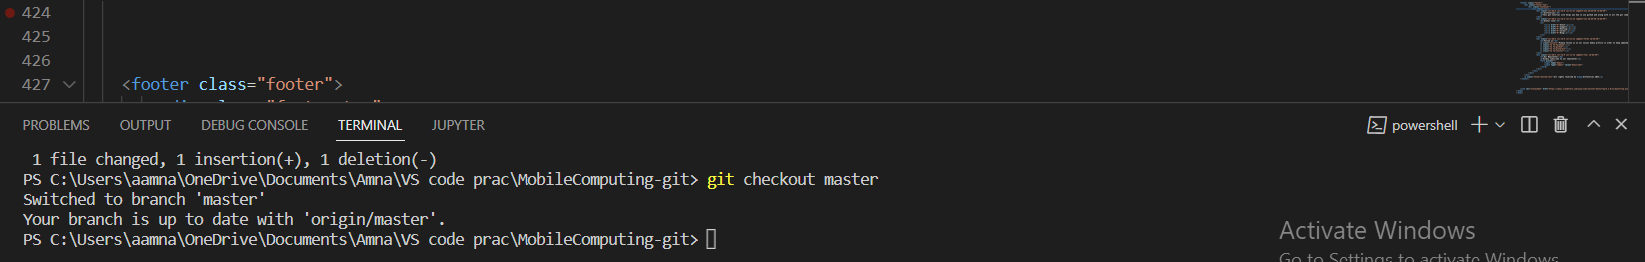 424
425
426
427 <footer class="footer">
PROBLEMS OUTPUT DEBUG CONSOLE TERMINAL JUPYTER powershell
1 file changed, 1 insertion(+), 1 deletion(-)
PS C:\Users\aamna\OneDrive\Documents\Amna\VS code prac\MobileComputing-git> git checkout master
Switched to branch 'master'
Your branch is up to date with 'origin/master'.
PS C:\Users\aamna\OneDrive\Documents\Amna\VS code prac\MobileComputing-git>
Activate Windows
Go to Settings to activate Windows.